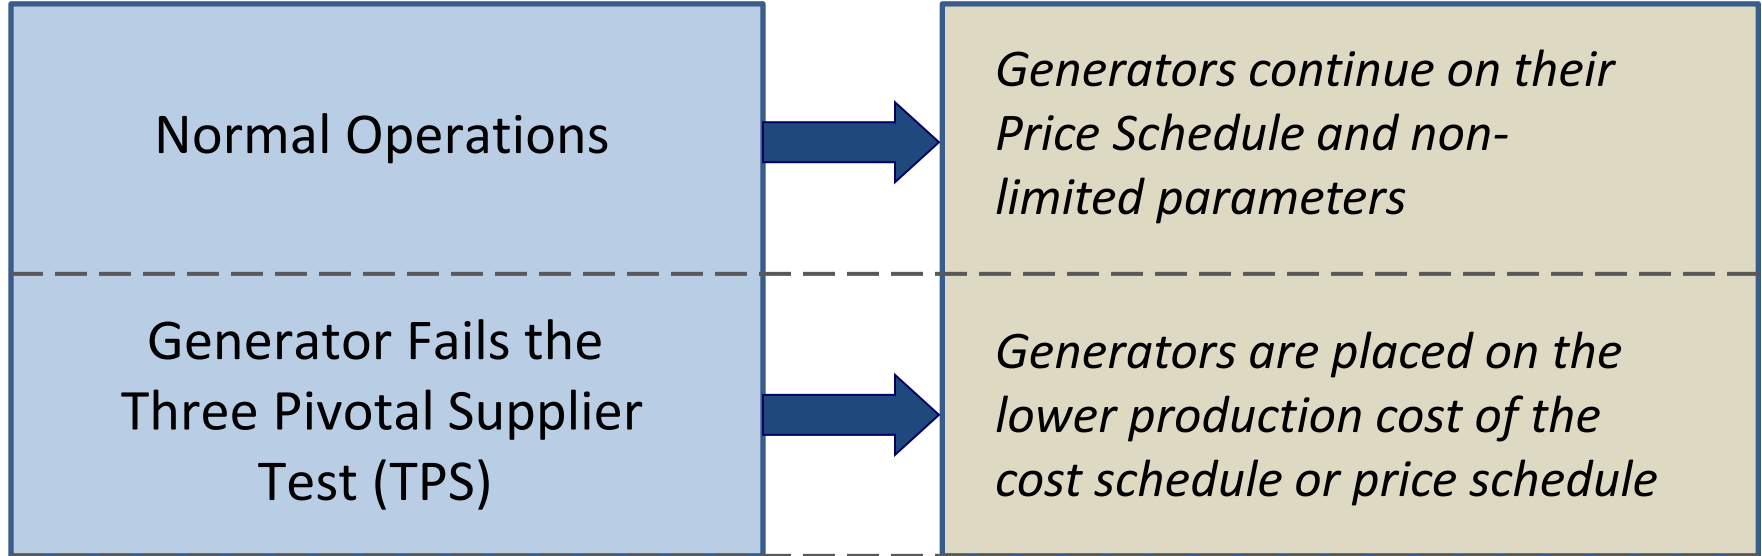 Normal Operations
Generators continue on their
Price Schedule and non-
limited parameters
Generator Fails the
Three Pivotal Supplier
Test (TPS)
Generators are placed on the
lower production cost of the
cost schedule or price schedule